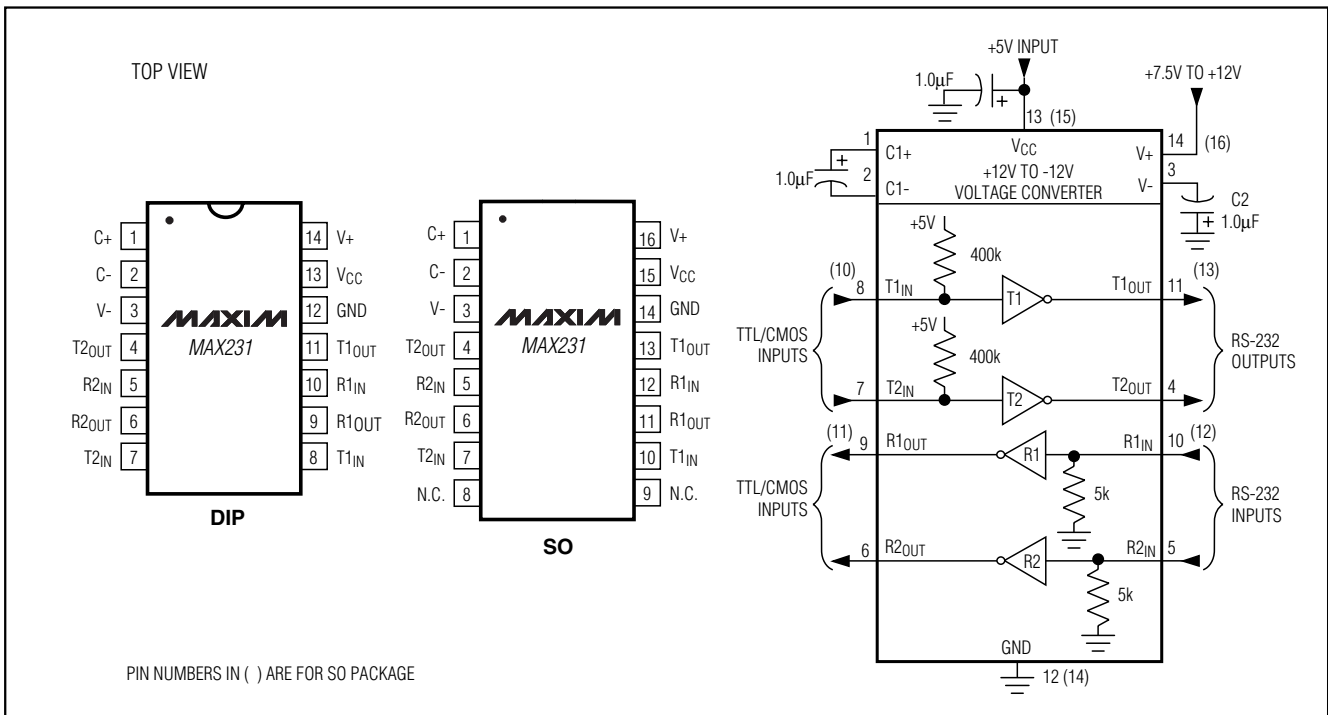 TOP VIEW
C+ 1
C- 2
V- 3
T2OUT 4
R2IN 5
R2OUT 6
T2IN 7
14 V+
13 VCC
12 GND
11 T1OUT
10 R1IN
9 R1OUT
8 T1IN
MAXIM
MAX231
DIP
C+ 1
C- 2
V- 3
T2OUT 4
R2IN 5
R2OUT 6
T2IN 7
N.C. 8
16 V+
15 VCC
14 GND
13 T1OUT
12 R1IN
11 R1OUT
10 T1IN
9 N.C.
MAXIM
MAX231
SO
PIN NUMBERS IN ( ) ARE FOR SO PACKAGE
+5V INPUT
1.0µF
+
+7.5V TO +12V
13 (15)
1
C1+
VCC
V+
14 (16)
+
1.0µF
2
C1-
+12V TO -12V
VOLTAGE CONVERTER
V-
3
C2
+ 1.0µF
+5V
400k
(10)
8
T1IN
T1
T1OUT
11
(13)
+5V
400k
TTL/CMOS
INPUTS
RS-232
OUTPUTS
7
T2IN
T2
T2OUT
4
(11)
9
R1OUT
R1
R1IN
10
(12)
5k
TTL/CMOS
INPUTS
RS-232
INPUTS
6
R2OUT
R2
R2IN
5
5k
GND
12 (14)